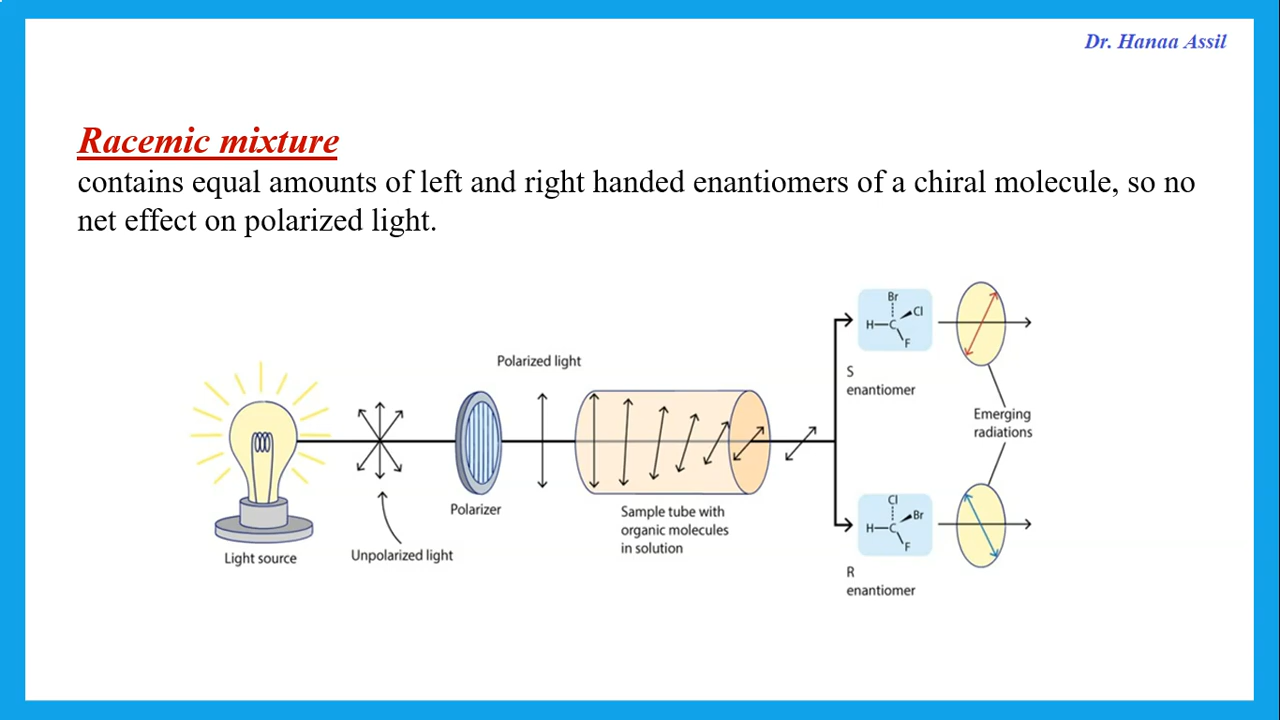 Dr. Hanaa Assil
Racemic mixture
contains equal amounts of left and right handed enantiomers of a chiral molecule, so no
net effect on polarized light.
Light source
Unpolarized light
Polarizer
Polarized light
Sample tube with
organic molecules
in solution
Br
Cl
H—C
F
S
enantiomer
Emerging
radiations
Cl
Br
H—C
F
R
enantiomer